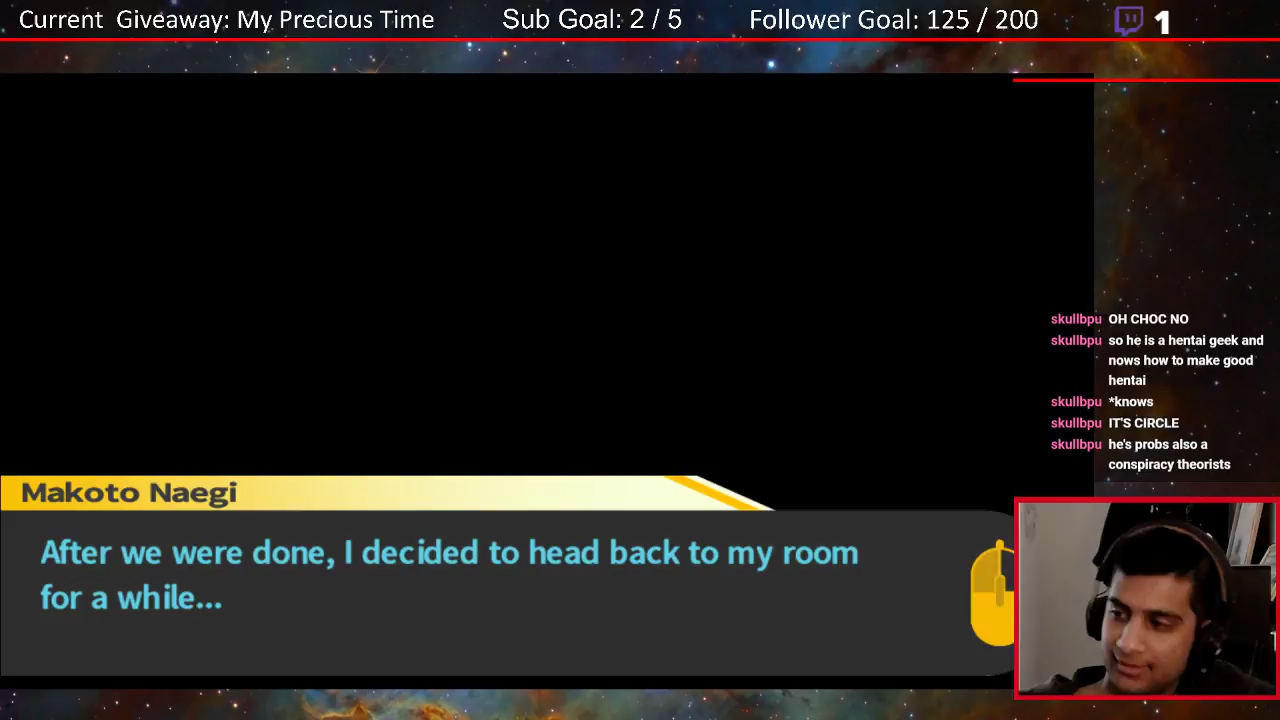 Current  Giveaway: My Precious Time
Sub Goal: 2 / 5
Follower Goal: 125 / 200
1
skullbpu OH CHOC NO
skullbpu so he is a hentai geek and
nows how to make good
hentai
skullbpu *knows
skullbpu IT'S CIRCLE
skullbpu he's probs also a
conspiracy theorists
Makoto Naegi
After we were done, I decided to head back to my room
for a while...